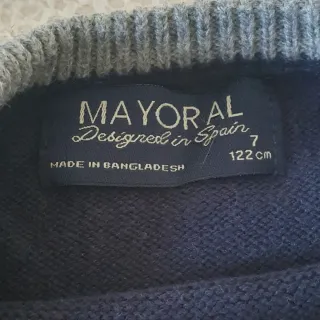 MAYORAL
Designed in Spain
7
MADE IN BANGLADESH
122 cm